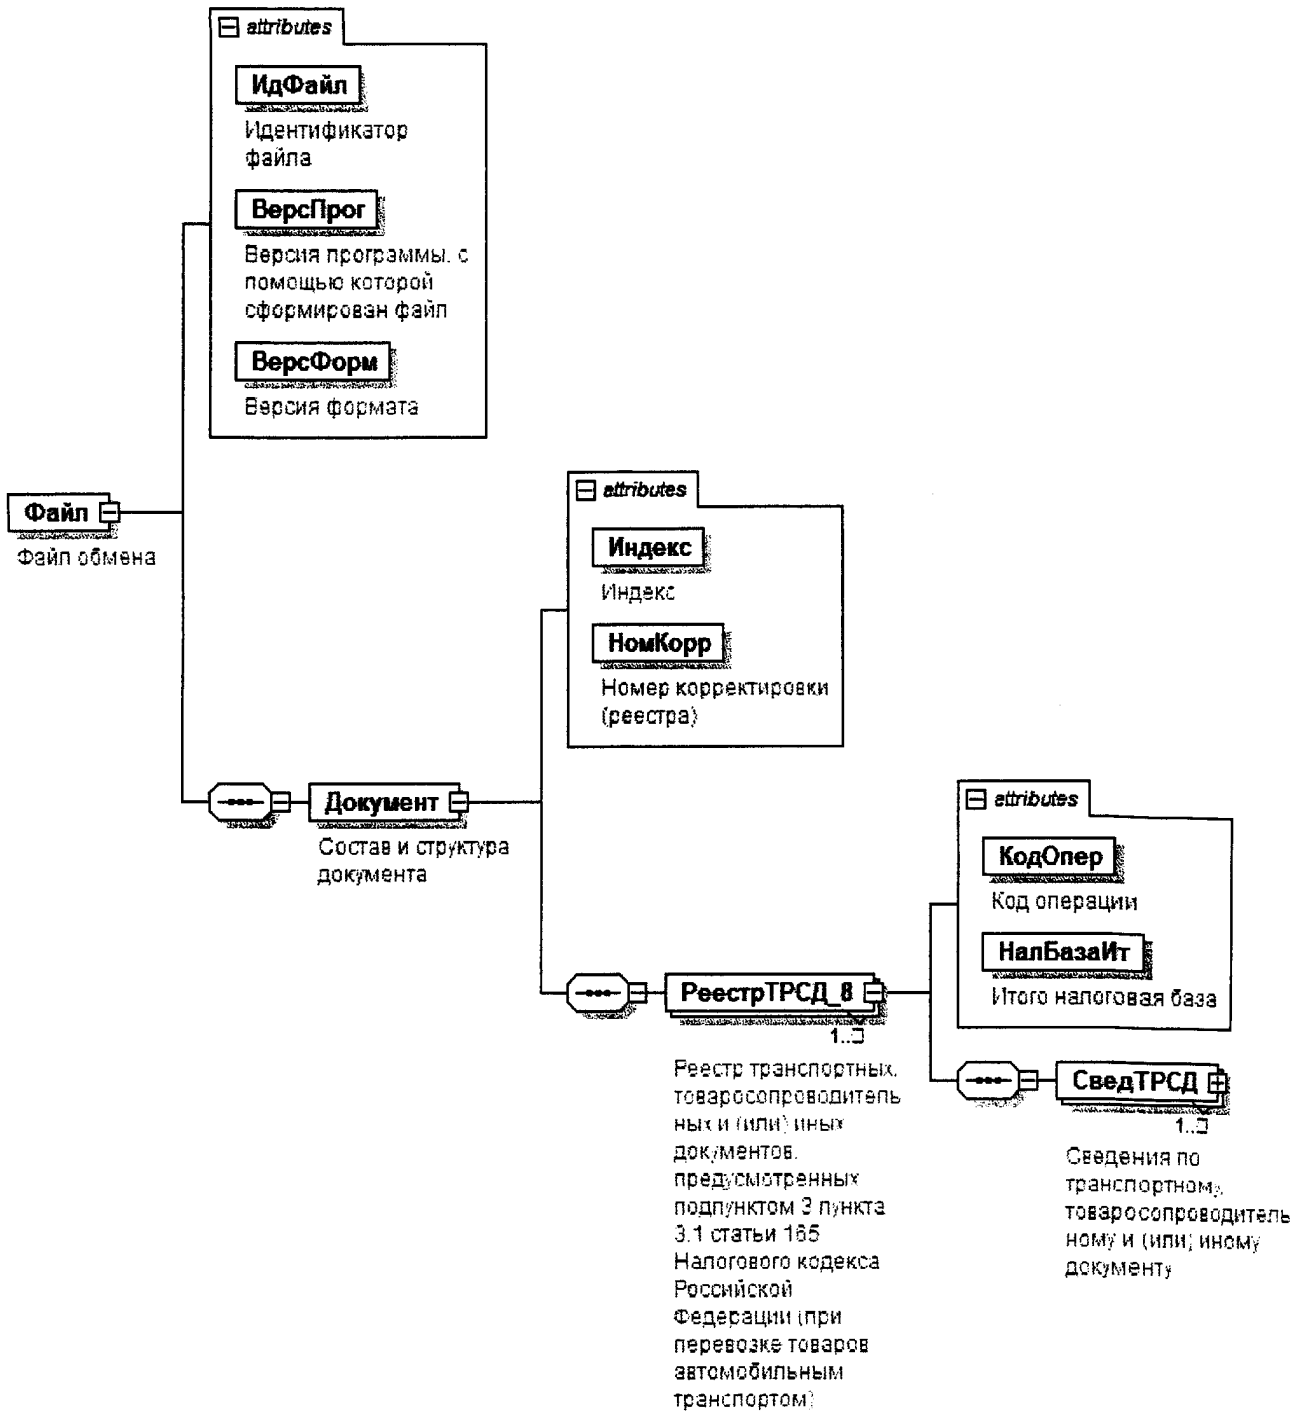 attributes
ИдФайл
Идентификатор
файла
ВерсПрог
Версия программы, с
помощью которой
сформирован файл
ВерсФорм
Версия формата
Файл
Файл обмена
attributes
Индекс
Индекс
НомКорр
Номер корректировки
(реестра)
Документ
Состав и структура
документа
attributes
КодОпер
Код операции
НалБазаИт
Итого налоговая база
РеестрТРСД_8
Реестр транспортных,
товаросопроводитель
ных и (или) иных
документов,
предусмотренных
подпунктом 3 пункта
3.1 статьи 165
Налогового кодекса
Российской
Федерации (при
перевозке товаров
автомобильным
транспортом)
СведТРСД
Сведения по
транспортному,
товаросопроводитель
ному и (или) иному
документу